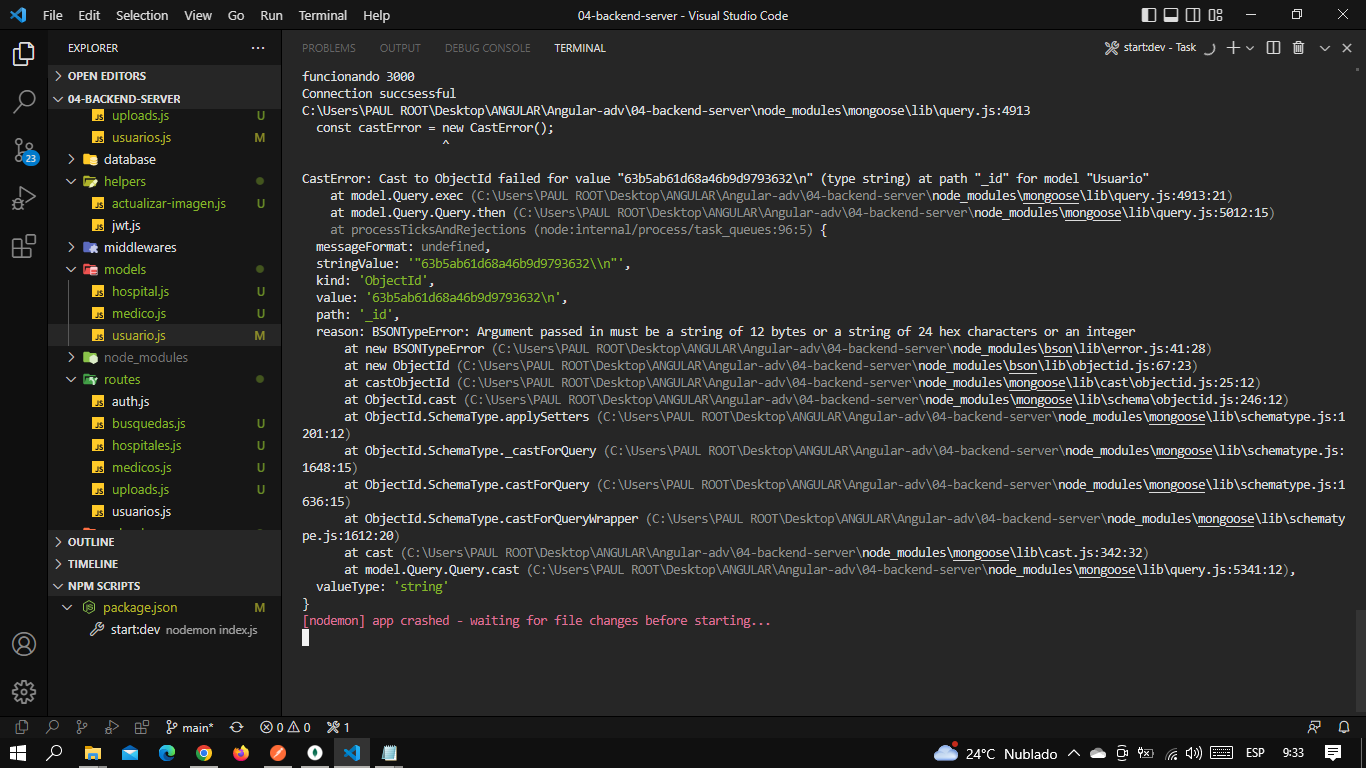 File Edit Selection View Go Run Terminal Help
04-backend-server - Visual Studio Code
EXPLORER
OPEN EDITORS
04-BACKEND-SERVER
uploads.js U
usuarios.js M
database
helpers
actualizar-imagen.js U
jwt.js
middlewares
models
hospital.js U
medico.js U
usuario.js M
node_modules
routes
auth.js
busquedas.js U
hospitales.js U
medicos.js U
uploads.js U
usuarios.js
OUTLINE
TIMELINE
NPM SCRIPTS
package.json M
start:dev nodemon index.js
23
PROBLEMS OUTPUT DEBUG CONSOLE TERMINAL
start:dev - Task
funcionando 3000
Connection succsessful
C:\Users\PAUL ROOT\Desktop\ANGULAR\Angular-adv\04-backend-server\node_modules\mongoose\lib\query.js:4913
const castError = new CastError();
^
CastError: Cast to ObjectId failed for value "63b5ab61d68a46b9d9793632\n" (type string) at path "_id" for model "Usuario"
at model.Query.exec (C:\Users\PAUL ROOT\Desktop\ANGULAR\Angular-adv\04-backend-server\node_modules\mongoose\lib\query.js:4913:21)
at model.Query.Query.then (C:\Users\PAUL ROOT\Desktop\ANGULAR\Angular-adv\04-backend-server\node_modules\mongoose\lib\query.js:5012:15)
at processTicksAndRejections (node:internal/process/task_queues:96:5) {
messageFormat: undefined,
stringValue: '"63b5ab61d68a46b9d9793632\\n"',
kind: 'ObjectId',
value: '63b5ab61d68a46b9d9793632\n',
path: '_id',
reason: BSONTypeError: Argument passed in must be a string of 12 bytes or a string of 24 hex characters or an integer
at new BSONTypeError (C:\Users\PAUL ROOT\Desktop\ANGULAR\Angular-adv\04-backend-server\node_modules\bson\lib\error.js:41:28)
at new ObjectId (C:\Users\PAUL ROOT\Desktop\ANGULAR\Angular-adv\04-backend-server\node_modules\bson\lib\objectid.js:67:23)
at castObjectId (C:\Users\PAUL ROOT\Desktop\ANGULAR\Angular-adv\04-backend-server\node_modules\mongoose\lib\cast\objectid.js:25:12)
at ObjectId.cast (C:\Users\PAUL ROOT\Desktop\ANGULAR\Angular-adv\04-backend-server\node_modules\mongoose\lib\schema\objectid.js:246:12)
at ObjectId.SchemaType.applySetters (C:\Users\PAUL ROOT\Desktop\ANGULAR\Angular-adv\04-backend-server\node_modules\mongoose\lib\schematype.js:1
201:12)
at ObjectId.SchemaType._castForQuery (C:\Users\PAUL ROOT\Desktop\ANGULAR\Angular-adv\04-backend-server\node_modules\mongoose\lib\schematype.js:
1648:15)
at ObjectId.SchemaType.castForQuery (C:\Users\PAUL ROOT\Desktop\ANGULAR\Angular-adv\04-backend-server\node_modules\mongoose\lib\schematype.js:1
636:15)
at ObjectId.SchemaType.castForQueryWrapper (C:\Users\PAUL ROOT\Desktop\ANGULAR\Angular-adv\04-backend-server\node_modules\mongoose\lib\schematy
pe.js:1612:20)
at cast (C:\Users\PAUL ROOT\Desktop\ANGULAR\Angular-adv\04-backend-server\node_modules\mongoose\lib\cast.js:342:32)
at model.Query.Query.cast (C:\Users\PAUL ROOT\Desktop\ANGULAR\Angular-adv\04-backend-server\node_modules\mongoose\lib\query.js:5341:12),
valueType: 'string'
}
[nodemon] app crashed - waiting for file changes before starting...
main* 0 0 1
24°C Nublado ESP 9:33